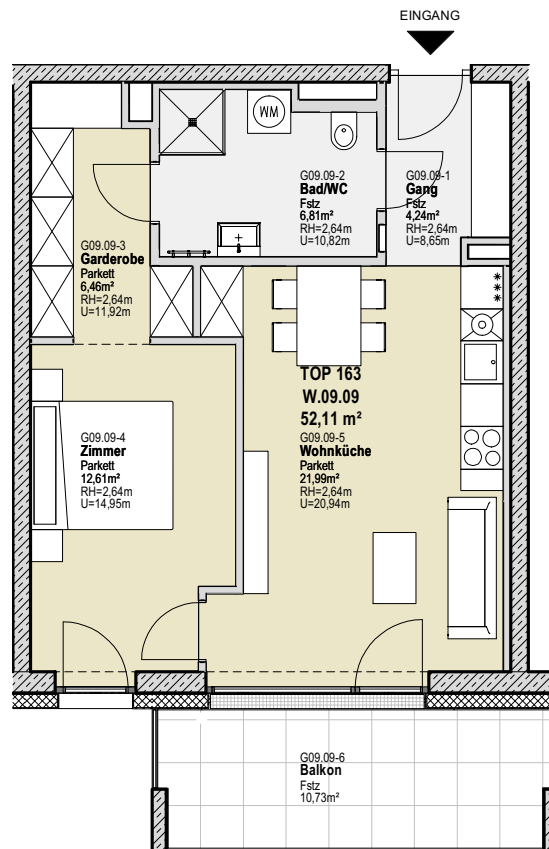 EINGANG
WM
G09.09-2
Bad/WC
Fstz
6,81m²
RH=2,64m
U=10,82m
G09.09-1
Gang
Fstz
4,24m²
RH=2,64m
U=8,65m
G09.09-3
Garderobe
Parkett
6,46m²
RH=2,64m
U=11,92m
TOP 163
W.09.09
52,11 m²
G09.09-4
Zimmer
Parkett
12,61m²
RH=2,64m
U=14,95m
G09.09-5
Wohnküche
Parkett
21,99m²
RH=2,64m
U=20,94m
G09.09-6
Balkon
Fstz
10,73m²